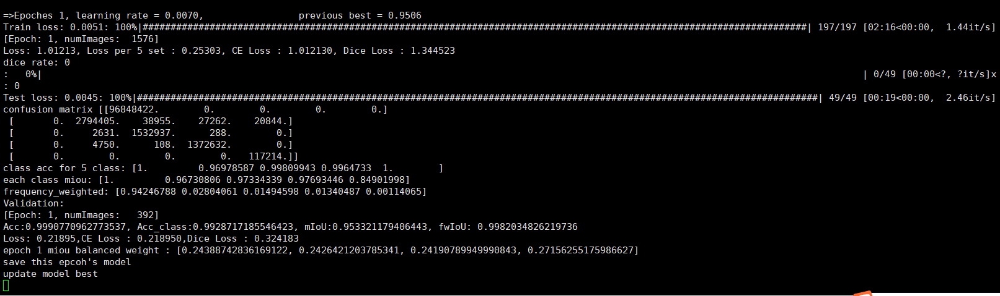 =>Epoches 1, learning rate = 0.0070,                 previous best = 0.9506
Train loss: 0.0051: 100%|#######################################################################################################################| 197/197 [02:16<00:00,  1.44it/s]
[Epoch: 1, numImages:  1576]
Loss: 1.01213, Loss per 5 set : 0.25303, CE Loss : 1.012130, Dice Loss : 1.344523
dice rate: 0
:   0%|                                                                                                                                                   | 0/49 [00:00<?, ?it/s]x
: 0
Test loss: 0.0045: 100%|##########################################################################################################################| 49/49 [00:19<00:00,  2.46it/s]
confusion matrix [[96848422.        0.        0.        0.        0.]
 [       0.  2794405.    38955.    27262.    20844.]
 [       0.     2631.  1532937.      288.        0.]
 [       0.     4750.      108.  1372632.        0.]
 [       0.        0.        0.        0.   117214.]]
class acc for 5 class: [1.         0.96978587 0.99809943 0.9964733  1.        ]
each class miou: [1.         0.96730806 0.97334339 0.97693446 0.84901998]
frequency_weighted: [0.94246788 0.02804061 0.01494598 0.01340487 0.00114065]
Validation:
[Epoch: 1, numImages:   392]
Acc:0.9990770962773537, Acc_class:0.9928717185546423, mIoU:0.953321179406443, fwIoU: 0.9982034826219736
Loss: 0.21895,CE Loss : 0.218950,Dice Loss : 0.324183
epoch 1 miou balanced weight : [0.24388742836169122, 0.2426421203785341, 0.24190789949990843, 0.27156255175986627]
save this epcoh's model
update model best